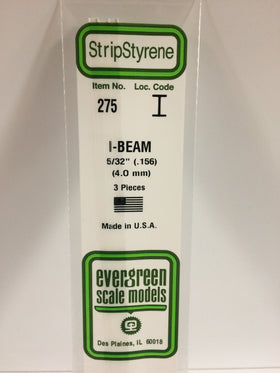 StripStyrene
Item No. Loc. Code
275 I
I-BEAM
5/32" (.156)
(4.0 mm)
3 Pieces
Made in U.S.A.
evergreen
scale models
Des Plaines, IL 60018